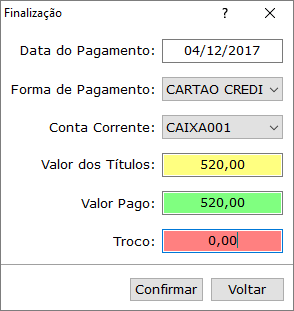 Finalização ?
Data do Pagamento: 04/12/2017
Forma de Pagamento: CARTAO CREDI
Conta Corrente: CAIXA001
Valor dos Títulos: 520,00
Valor Pago: 520,00
Troco: 0,00
Confirmar Voltar